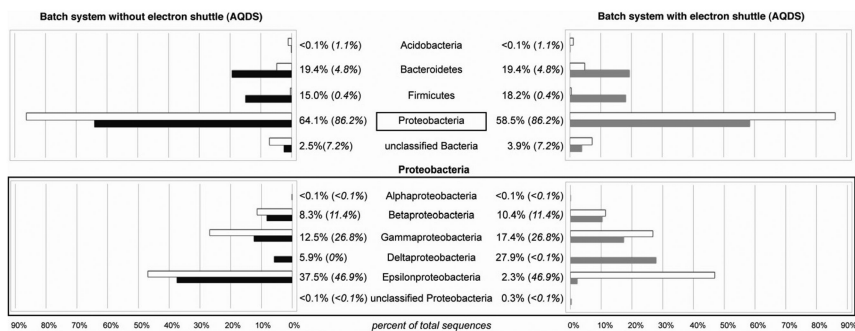 Batch system without electron shuttle (AQDS) Batch system with electron shuttle (AQDS)
<0.1% (1.1%) Acidobacteria <0.1% (1.1%)
19.4% (4.8%) Bacteroidetes 19.4% (4.8%)
15.0% (0.4%) Firmicutes 18.2% (0.4%)
64.1% (86.2%) Proteobacteria 58.5% (86.2%)
2.5%(7.2%) unclassified Bacteria 3.9% (7.2%)
Proteobacteria
<0.1% (<0.1%) Alphaproteobacteria <0.1% (<0.1%)
8.3% (11.4%) Betaproteobacteria 10.4% (11.4%)
12.5% (26.8%) Gammaproteobacteria 17.4% (26.8%)
5.9% (0%) Deltaproteobacteria 27.9% (<0.1%)
37.5% (46.9%) Epsilonproteobacteria 2.3% (46.9%)
<0.1% (<0.1%) unclassified Proteobacteria 0.3% (<0.1%)
90% 80% 70% 60% 50% 40% 30% 20% 10% 0% percent of total sequences 0% 10% 20% 30% 40% 50% 60% 70% 80% 90%